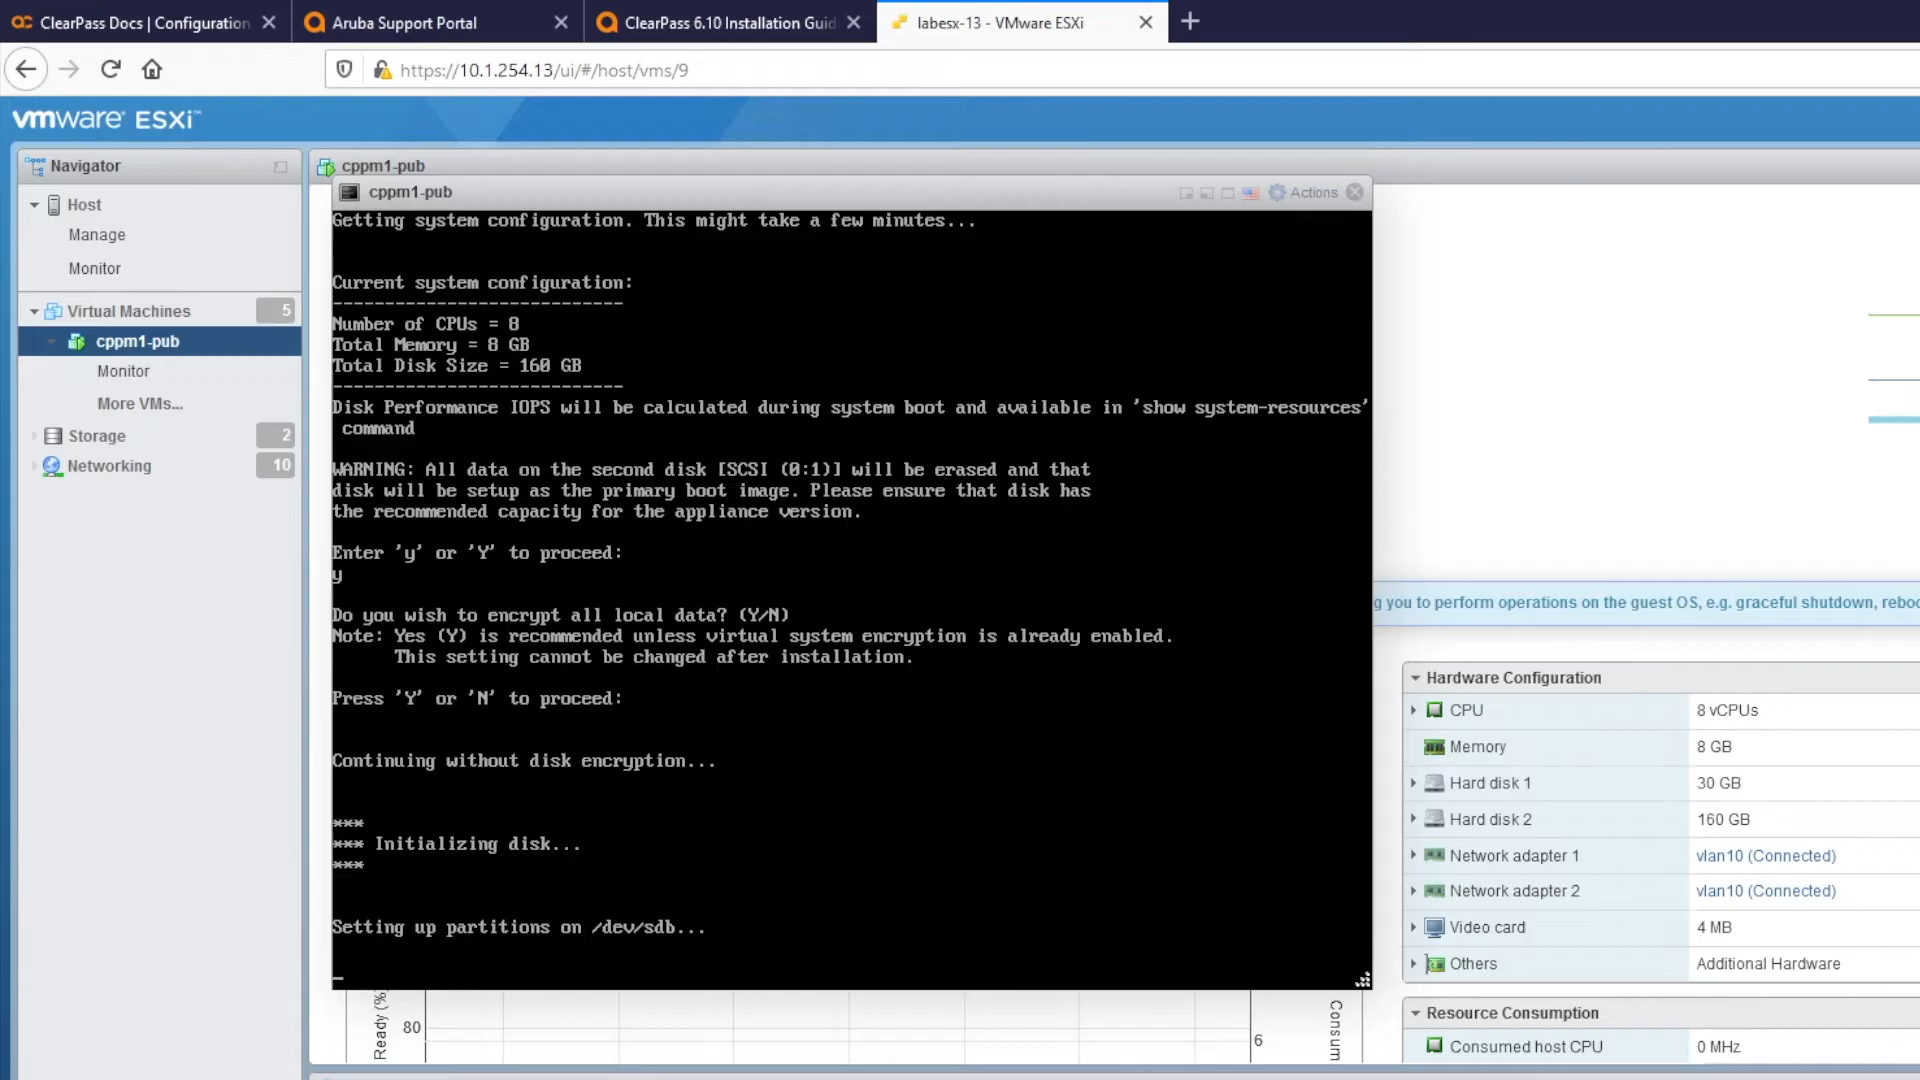 ClearPass Docs | Configuration
Aruba Support Portal
ClearPass 6.10 Installation Guid
labesx-13 - VMware ESXi
https://10.1.254.13/ui/#/host/vms/9
vmware ESXi™
Navigator
Host
Manage
Monitor
Virtual Machines 5
cppm1-pub
Monitor
More VMs...
Storage 2
Networking 10
cppm1-pub
cppm1-pub
Actions
Getting system configuration. This might take a few minutes...
Current system configuration:
----------------------------
Number of CPUs = 8
Total Memory = 8 GB
Total Disk Size = 160 GB
----------------------------
Disk Performance IOPS will be calculated during system boot and available in 'show system-resources'
command
WARNING: All data on the second disk [SCSI (0:1)] will be erased and that
disk will be setup as the primary boot image. Please ensure that disk has
the recommended capacity for the appliance version.
Enter 'y' or 'Y' to proceed:
y
Do you wish to encrypt all local data? (Y/N)
Note: Yes (Y) is recommended unless virtual system encryption is already enabled.
This setting cannot be changed after installation.
Press 'Y' or 'N' to proceed:
Continuing without disk encryption...
***
*** Initializing disk...
***
Setting up partitions on /dev/sdb...
_
g you to perform operations on the guest OS, e.g. graceful shutdown, reboo
Hardware Configuration
CPU 8 vCPUs
Memory 8 GB
Hard disk 1 30 GB
Hard disk 2 160 GB
Network adapter 1 vlan10 (Connected)
Network adapter 2 vlan10 (Connected)
Video card 4 MB
Others Additional Hardware
Resource Consumption
Consumed host CPU 0 MHz
Ready (%)
80
6
Consum